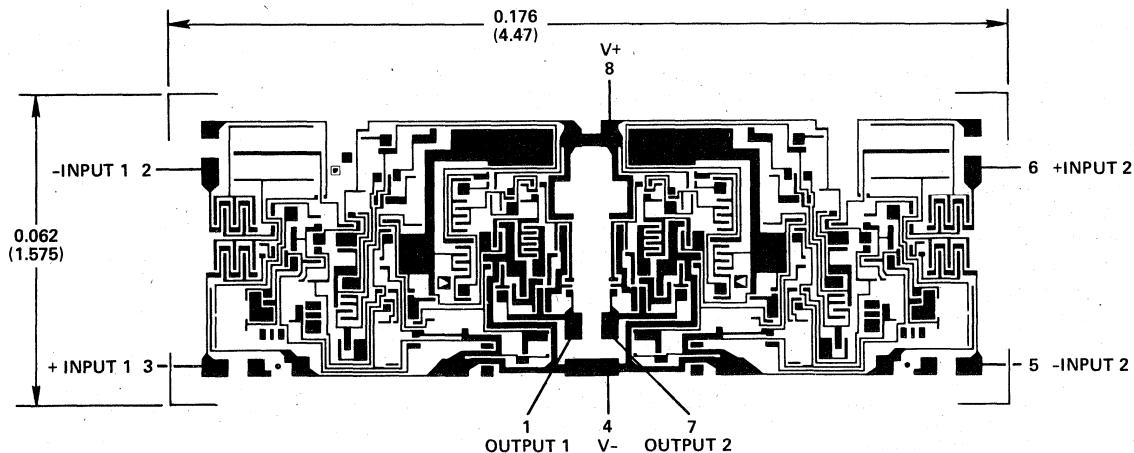 0.176
(4.47)
V+
8
-INPUT 1 2
6 +INPUT 2
0.062
(1.575)
+ INPUT 1 3
5 -INPUT 2
1 4 7
OUTPUT 1 V- OUTPUT 2